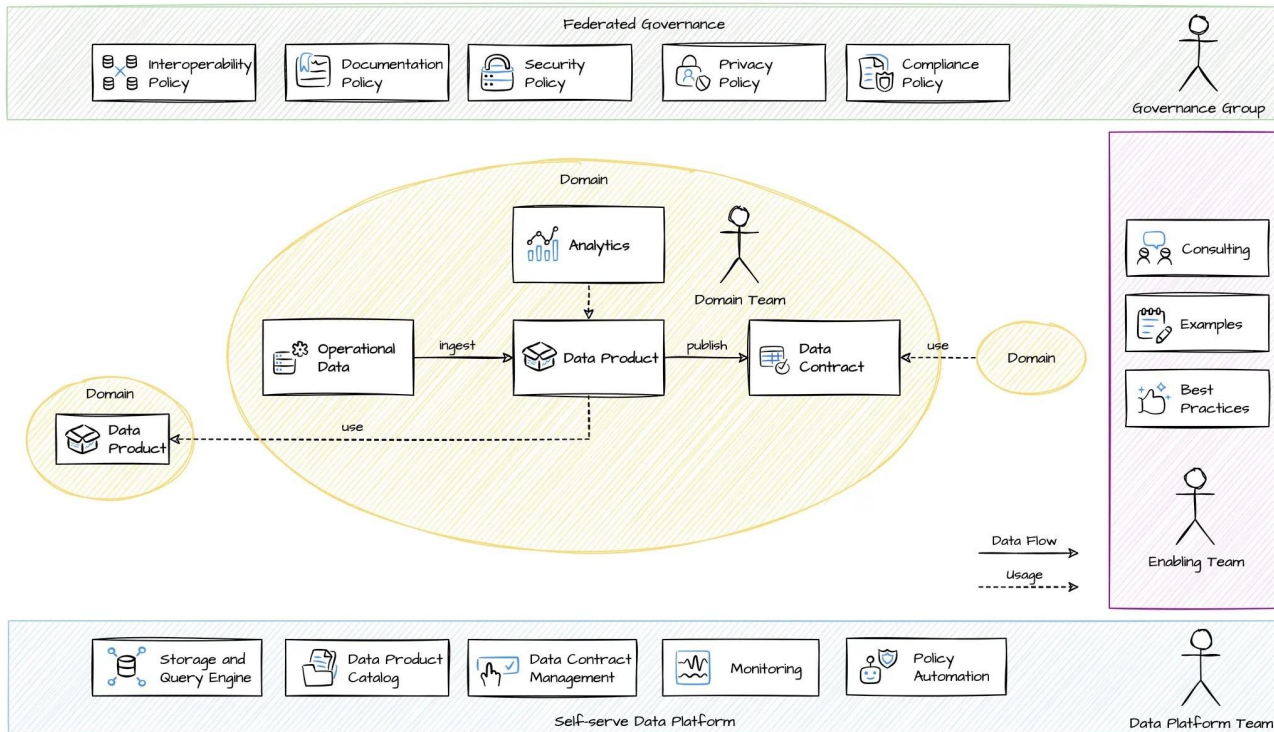 Federated Governance
Interoperability
Policy
Documentation
Policy
Security
Policy
Privacy
Policy
Compliance
Policy
Governance Group
Domain
Analytics
Domain Team
Operational
Data
ingest
Data Product
publish
Data
Contract
use
Domain
Domain
Data
Product
use
Consulting
Examples
Best
Practices
Enabling Team
Data Flow
Usage
Storage and
Query Engine
Data Product
Catalog
Data Contract
Management
Monitoring
Policy
Automation
Self-serve Data Platform
Data Platform Team